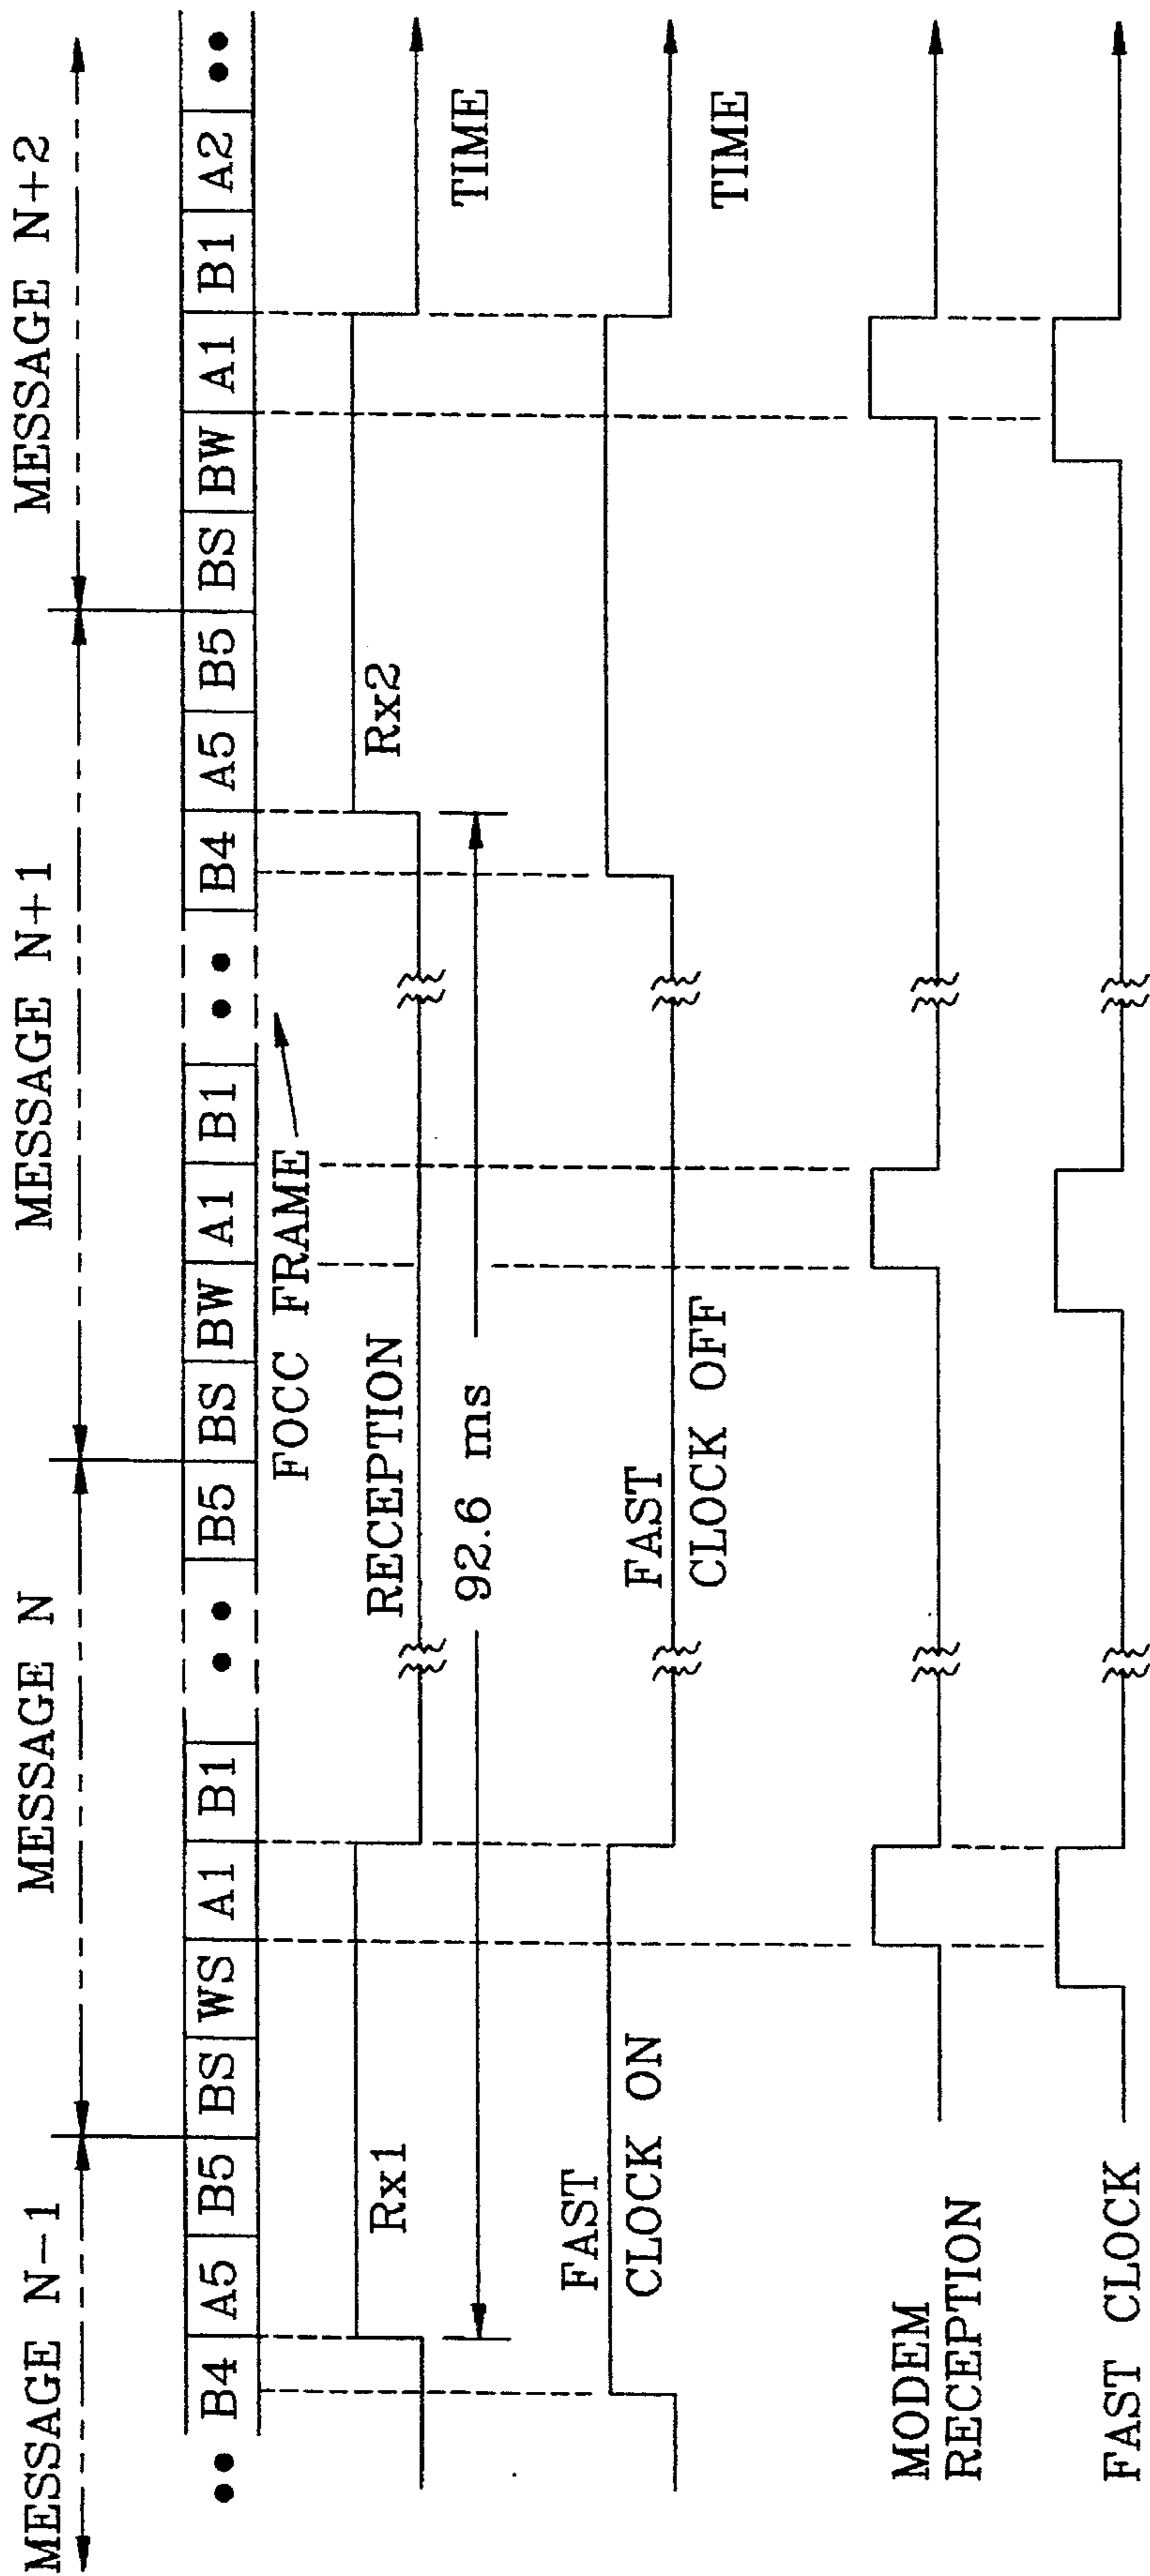 MESSAGE N-1
MESSAGE N
MESSAGE N+1
MESSAGE N+2
B4 A5 B5 BS WS A1 B1 B5 BS BW A1 B1 B4 A5 B5 BS BW A1 B1 A2
FOCC FRAME
Rx1
RECEPTION
Rx2
TIME
92.6 ms
FAST
CLOCK ON
FAST
CLOCK OFF
TIME
MODEM
RECEPTION
FAST CLOCK